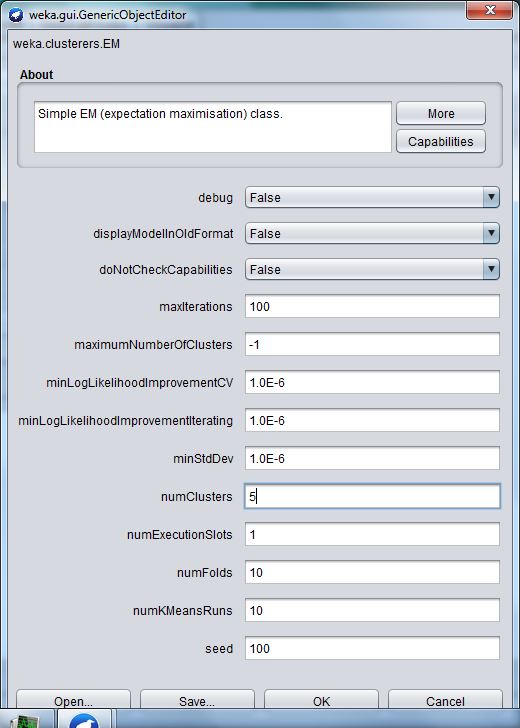 weka.gui.GenericObjectEditor
weka.clusterers.EM
About
Simple EM (expectation maximisation) class.
More
Capabilities
debug False
displayModelInOldFormat False
doNotCheckCapabilities False
maxIterations 100
maximumNumberOfClusters -1
minLogLikelihoodImprovementCV 1.0E-6
minLogLikelihoodImprovementIterating 1.0E-6
minStdDev 1.0E-6
numClusters 5
numExecutionSlots 1
numFolds 10
numKMeansRuns 10
seed 100
Open... Save... OK Cancel